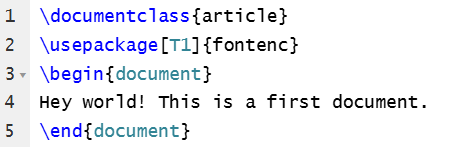 1 \documentclass{article}
2 \usepackage[T1]{fontenc}
3 \begin{document}
4 Hey world! This is a first document.
5 \end{document}